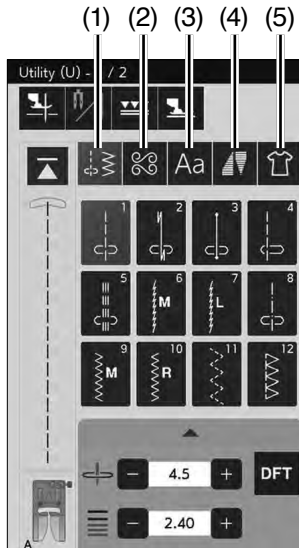 (1) (2) (3) (4) (5)
Utility (U) - / 2
Aa
1 2 3 4
5 6 7 8
M L
9 10 11 12
M R
4.5 DFT
2.40
A